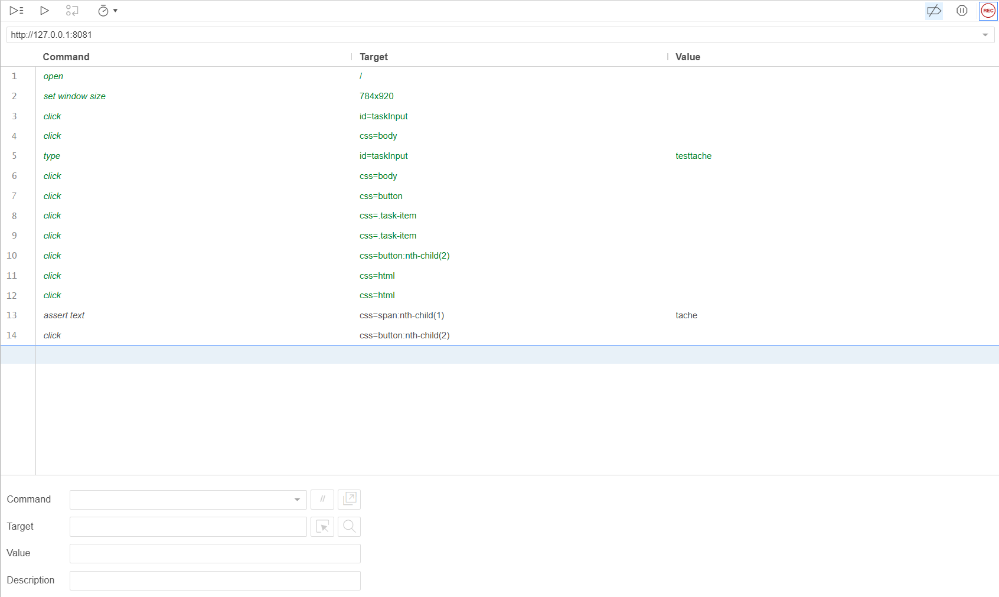 REC
http://127.0.0.1:8081
Command Target Value
1 open /
2 set window size 784x920
3 click id=taskInput
4 click css=body
5 type id=taskInput testtache
6 click css=body
7 click css=button
8 click css=.task-item
9 click css=.task-item
10 click css=button:nth-child(2)
11 click css=html
12 click css=html
13 assert text css=span:nth-child(1) tache
14 click css=button:nth-child(2)
Command //
Target
Value
Description